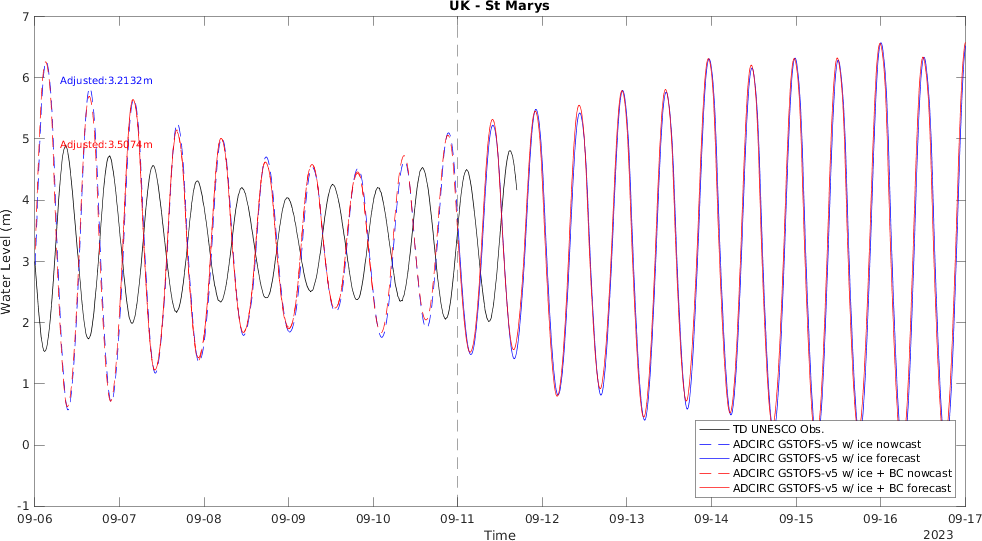 UK - St Marys
7
6
5
4
3
2
1
0
-1
Water Level (m)
Adjusted:3.2132m
Adjusted:3.5074m
TD UNESCO Obs.
ADCIRC GSTOFS-v5 w/ ice nowcast
ADCIRC GSTOFS-v5 w/ ice forecast
ADCIRC GSTOFS-v5 w/ ice + BC nowcast
ADCIRC GSTOFS-v5 w/ ice + BC forecast
09-06 09-07 09-08 09-09 09-10 09-11 09-12 09-13 09-14 09-15 09-16 09-17
Time
2023